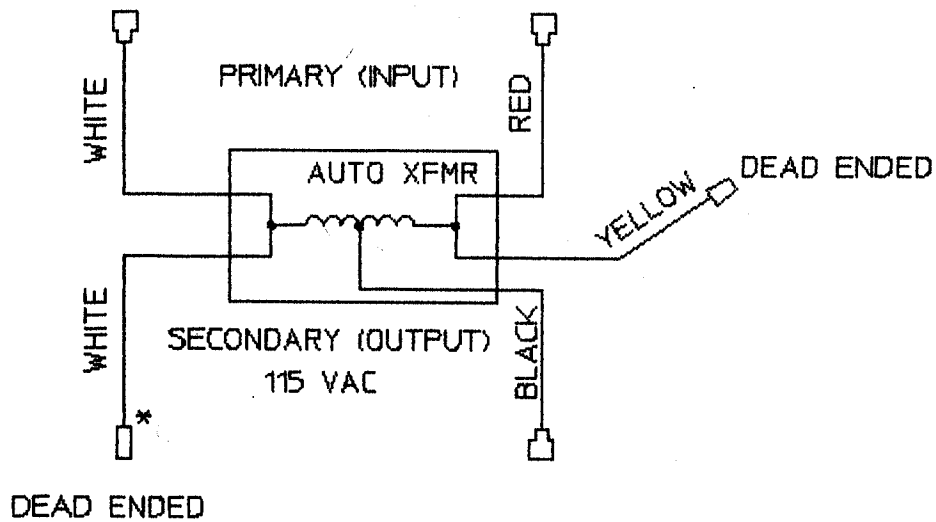 PRIMARY (INPUT)
WHITE
RED
AUTO XFMR
DEAD ENDED
YELLOW
WHITE
SECONDARY (OUTPUT)
115 VAC
BLACK
*
DEAD ENDED